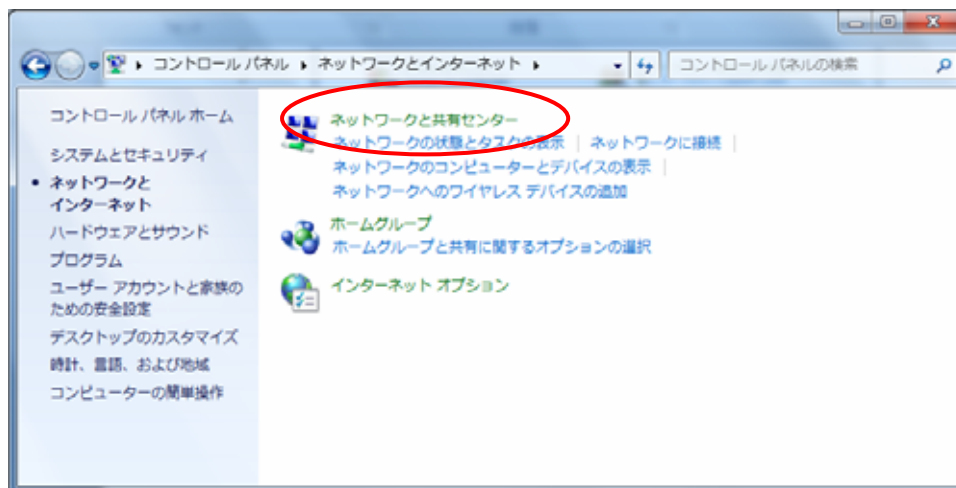 コントロール パネル ▸ ネットワークとインターネット ▸
コントロール パネルの検索
コントロール パネル ホーム
システムとセキュリティ
• ネットワークと
インターネット
ハードウェアとサウンド
プログラム
ユーザー アカウントと家族の
ための安全設定
デスクトップのカスタマイズ
時計、言語、および地域
コンピューターの簡単操作
ネットワークと共有センター
ネットワークの状態とタスクの表示 | ネットワークに接続 |
ネットワークのコンピューターとデバイスの表示 |
ネットワークへのワイヤレス デバイスの追加
ホームグループ
ホームグループと共有に関するオプションの選択
インターネット オプション